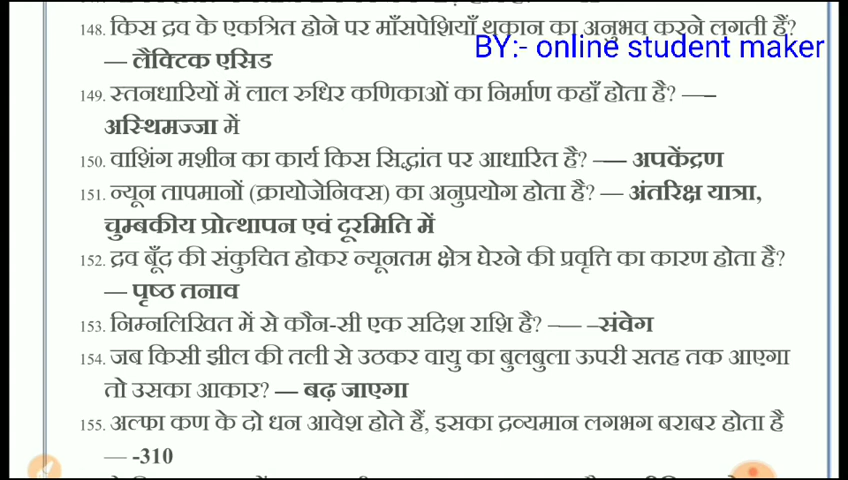 148. किस द्रव के एकत्रित होने पर माँसपेशियाँ थकान का अनुभव करने लगती हैं?
BY:- online student maker
— लैक्टिक एसिड
149. स्तनधारियों में लाल रुधिर कणिकाओं का निर्माण कहाँ होता है? —–
अस्थिमज्जा में
150. वाशिंग मशीन का कार्य किस सिद्धांत पर आधारित है? —– अपकेंद्रण
151. न्यून तापमानों (क्रायोजेनिक्स) का अनुप्रयोग होता है? — अंतरिक्ष यात्रा,
चुम्बकीय प्रोत्थापन एवं दूरमिति में
152. द्रव बूँद की संकुचित होकर न्यूनतम क्षेत्र घेरने की प्रवृत्ति का कारण होता है?
— पृष्ठ तनाव
153. निम्नलिखित में से कौन-सी एक सदिश राशि है? —– –संवेग
154. जब किसी झील की तली से उठकर वायु का बुलबुला ऊपरी सतह तक आएगा
तो उसका आकार? — बढ़ जाएगा
155. अल्फा कण के दो धन आवेश होते हैं, इसका द्रव्यमान लगभग बराबर होता है
— -310